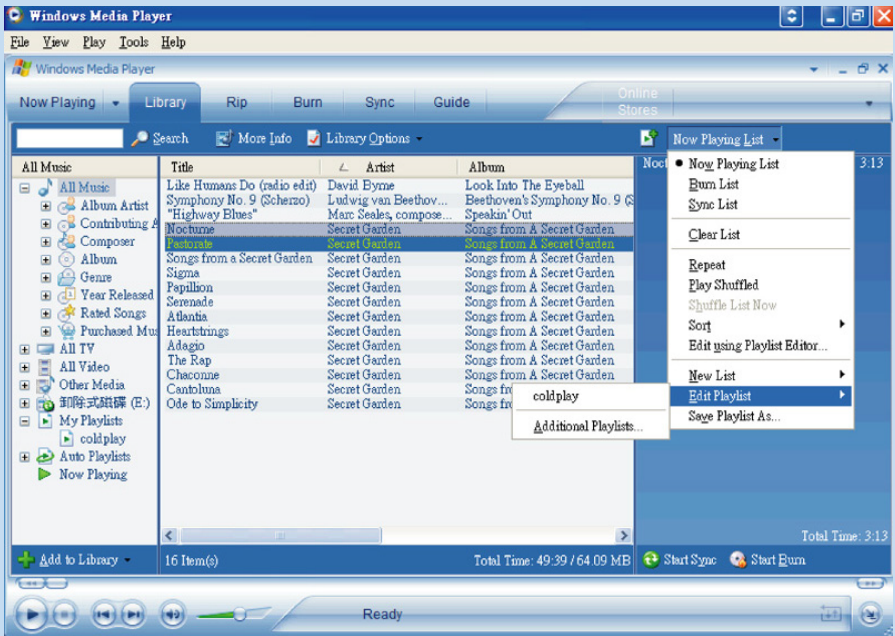 Windows Media Player
File View Play Tools Help
Windows Media Player
Now Playing Library Rip Burn Sync Guide Online Stores
Search More Info Library Options Now Playing List
All Music
All Music
Album Artist
Contributing A
Composer
Album
Genre
Year Released
Rated Songs
Purchased Mus
All TV
All Video
Other Media
卸除式磁碟 (E:)
My Playlists
coldplay
Auto Playlists
Now Playing
Title Artist Album
Like Humans Do (radio edit) David Byrne Look Into The Eyeball
Symphony No. 9 (Scherzo) Ludwig van Beethov... Beethoven's Symphony No. 9 (S
"Highway Blues" Marc Seales, compose... Speakin' Out
Nocturne Secret Garden Songs from A Secret Garden
Pastorale Secret Garden Songs from A Secret Garden
Songs from a Secret Garden Secret Garden Songs from A Secret Garden
Sigma Secret Garden Songs from A Secret Garden
Papillion Secret Garden Songs from A Secret Garden
Serenade Secret Garden Songs from A Secret Garden
Atlantia Secret Garden Songs from A Secret Garden
Heartstrings Secret Garden Songs from A Secret Garden
Adagio Secret Garden Songs from A Secret Garden
The Rap Secret Garden Songs from A Secret Garden
Chaconne Secret Garden Songs from A Secret Garden
Cantoluna Secret Garden Songs fr
Ode to Simplicity Secret Garden Songs fr
Noct 3:13
Now Playing List
Burn List
Sync List
Clear List
Repeat
Play Shuffled
Shuffle List Now
Sort
Edit using Playlist Editor...
New List
Edit Playlist
Save Playlist As...
coldplay
Additional Playlists...
Total Time: 3:13
Add to Library 16 Item(s) Total Time: 49:39 / 64.09 MB Start Sync Start Burn
Ready